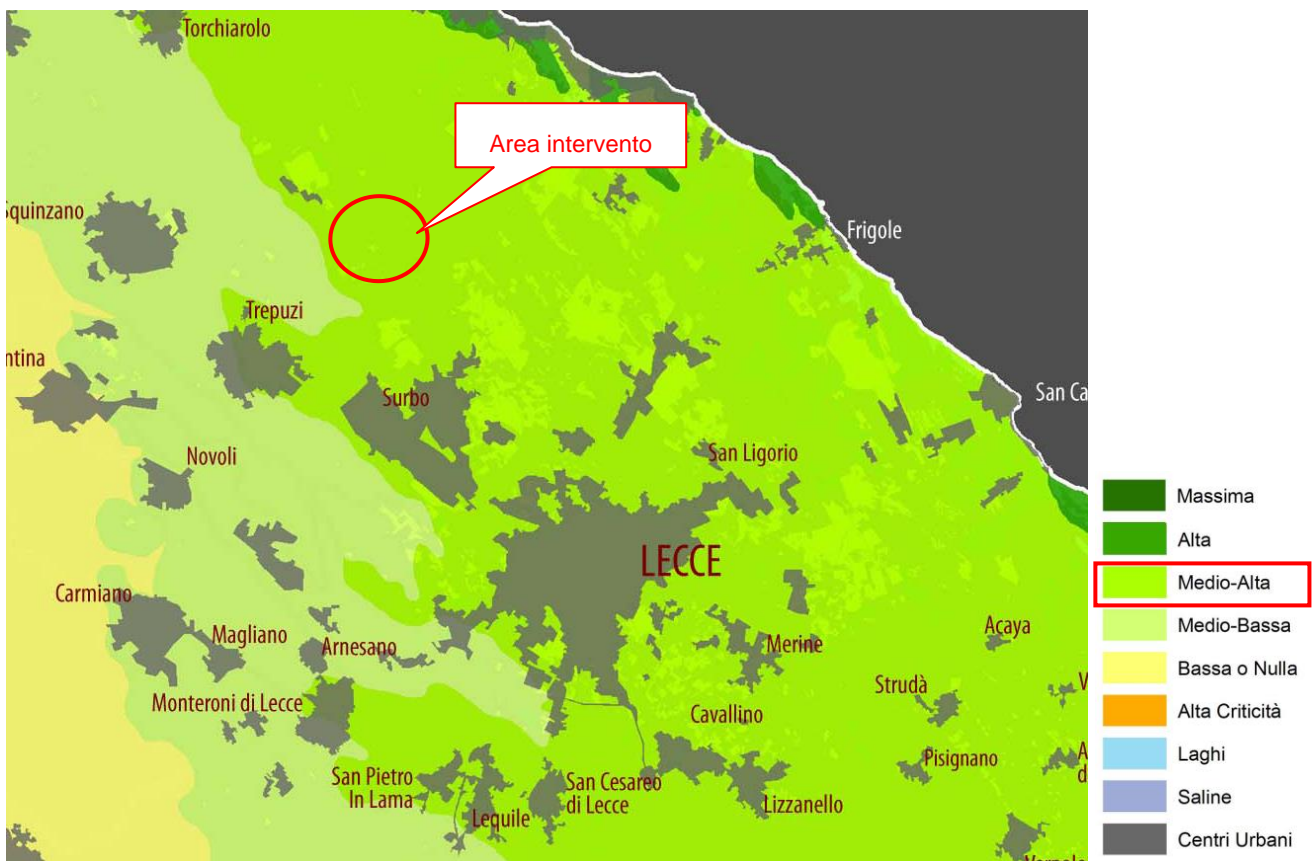 Torchiarolo
Area intervento
Squinzano
Frigole
Trepuzi
ntina
Surbo
San Ca
Novoli
San Ligorio
LECCE
Carmiano
Magliano
Arnesano
Merine
Acaya
Monteroni di Lecce
Strudà
V
Cavallino
San Pietro
In Lama
Lequile
San Cesareo
di Lecce
Lizzanello
Pisignano
A
d
Massima
Alta
Medio-Alta
Medio-Bassa
Bassa o Nulla
Alta Criticità
Laghi
Saline
Centri Urbani